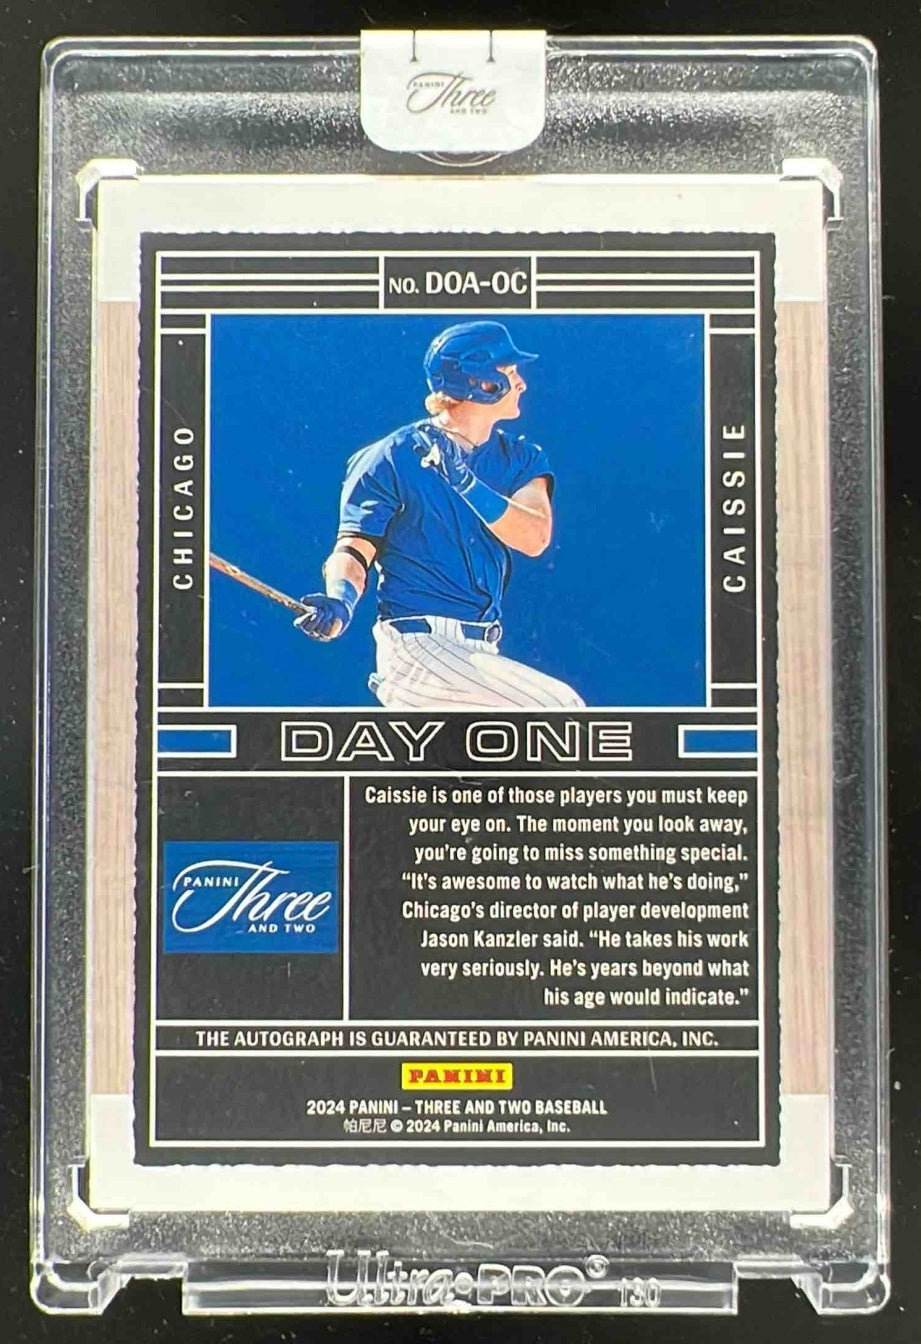 PANINI
Three
AND TWO
NO. DOA-OC
CHICAGO
CAISSIE
DAY ONE
Caissie is one of those players you must keep
your eye on. The moment you look away,
you're going to miss something special.
“It's awesome to watch what he's doing,”
Chicago's director of player development
Jason Kanzler said. “He takes his work
very seriously. He's years beyond what
his age would indicate.”
PANINI
Three
AND TWO
THE AUTOGRAPH IS GUARANTEED BY PANINI AMERICA, INC.
PANINI
2024 PANINI – THREE AND TWO BASEBALL
帕尼尼 © 2024 Panini America, Inc.
Ultra•PRO® 130